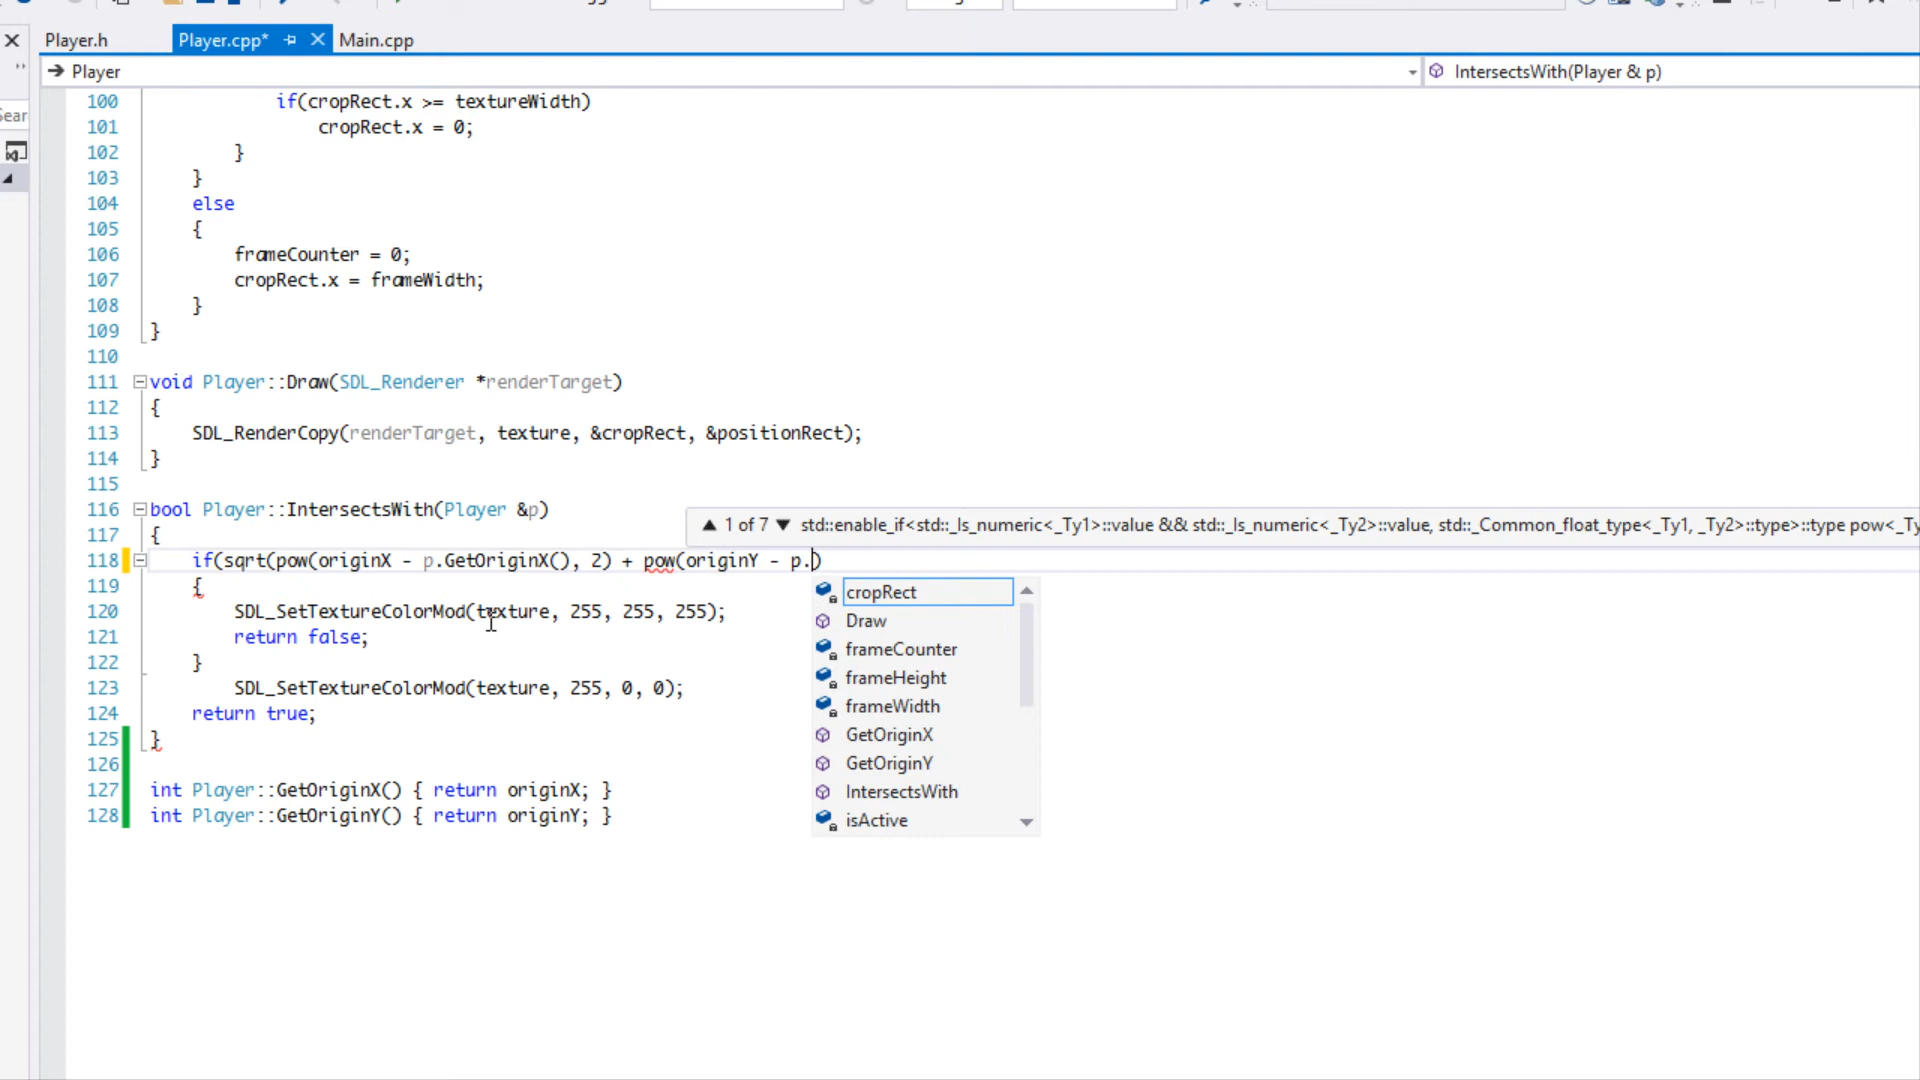 Player.h
Player.cpp*
Main.cpp
Player
IntersectsWith(Player & p)
100 if(cropRect.x >= textureWidth)
101 cropRect.x = 0;
102 }
103 }
104 else
105 {
106 frameCounter = 0;
107 cropRect.x = frameWidth;
108 }
109 }
110
111 void Player::Draw(SDL_Renderer *renderTarget)
112 {
113 SDL_RenderCopy(renderTarget, texture, &cropRect, &positionRect);
114 }
115
116 bool Player::IntersectsWith(Player &p)
1 of 7 std::enable_if<std::_Is_numeric<_Ty1>::value && std::_Is_numeric<_Ty2>::value, std::_Common_float_type<_Ty1, _Ty2>::type>::type pow<_Ty
117 {
118 if(sqrt(pow(originX - p.GetOriginX(), 2) + pow(originY - p.)
119 {
120 SDL_SetTextureColorMod(texture, 255, 255, 255);
121 return false;
122 }
123 SDL_SetTextureColorMod(texture, 255, 0, 0);
124 return true;
125 }
126
127 int Player::GetOriginX() { return originX; }
128 int Player::GetOriginY() { return originY; }
cropRect
Draw
frameCounter
frameHeight
frameWidth
GetOriginX
GetOriginY
IntersectsWith
isActive